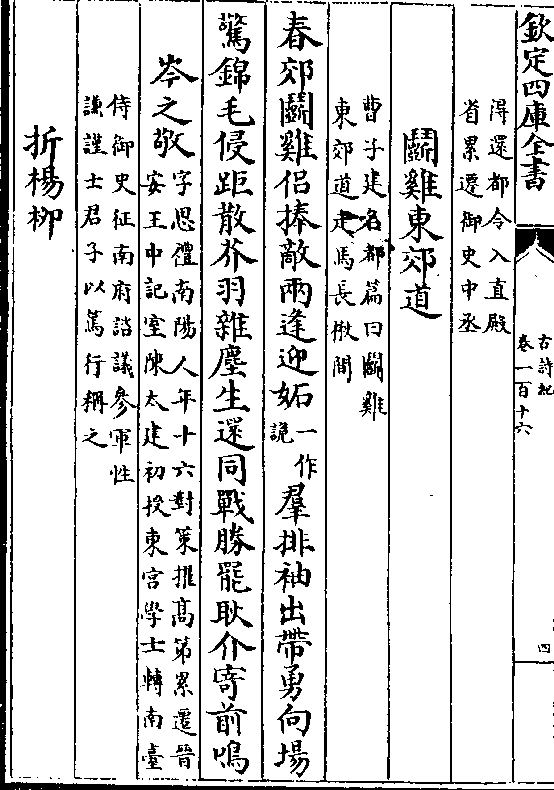 欽定四庫全書
古詩紀
卷一百十六
四
得還都令入直殿
省累遷御史中丞
鬬雞東郊道
曹子建名都篇曰鬬雞
東郊道走馬長楸間
春郊鬬雞侣捧敵兩逢迎妬一作
説羣排袖出帶勇向場
驚錦毛侵距散芥羽雜塵生還同戰勝罷耿介寄前鳴
岑之敬字思禮南陽人年十六對策擢髙第累遷晉
安王中記室陳太建初授東宫學士轉南臺
侍御史征南府諮議參軍性
謙謹士君子以篤行稱之
折楊柳